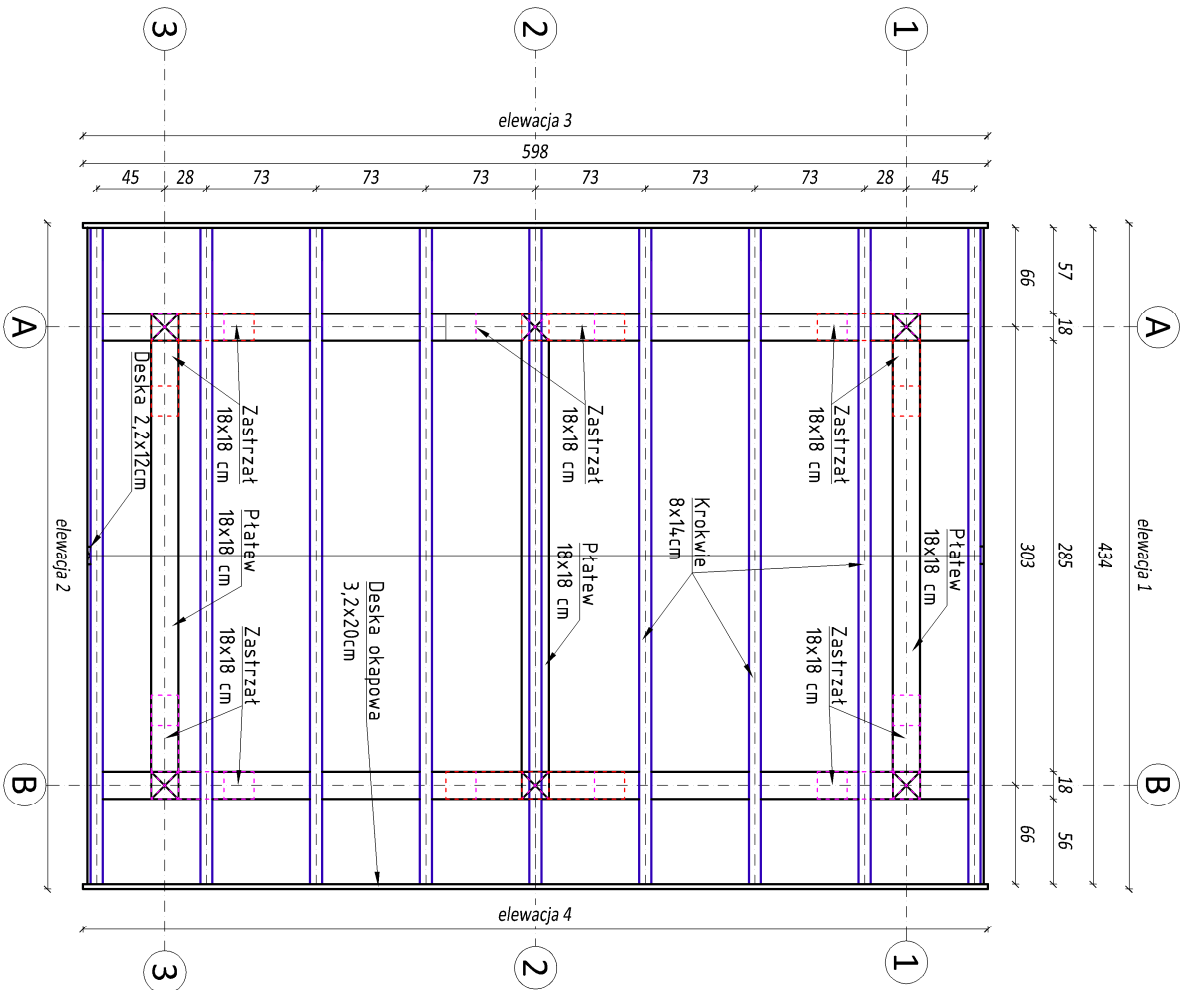 3
2
1
elewacja 3
598
45
28
73
73
73
73
73
73
28
45
66
57
18
A
A
303
285
434
elewacja 1
elewacja 2
Deska 2,2x12cm
Zastrzał
18x18 cm
Zastrzał
18x18 cm
Zastrzał
18x18 cm
Krokwie
8x14cm
Płatew
18x18 cm
Płatew
18x18 cm
Płatew
18x18 cm
Deska okapowa
3,2x20cm
Zastrzał
18x18 cm
Zastrzał
18x18 cm
B
B
18
66
56
elewacja 4
3
2
1